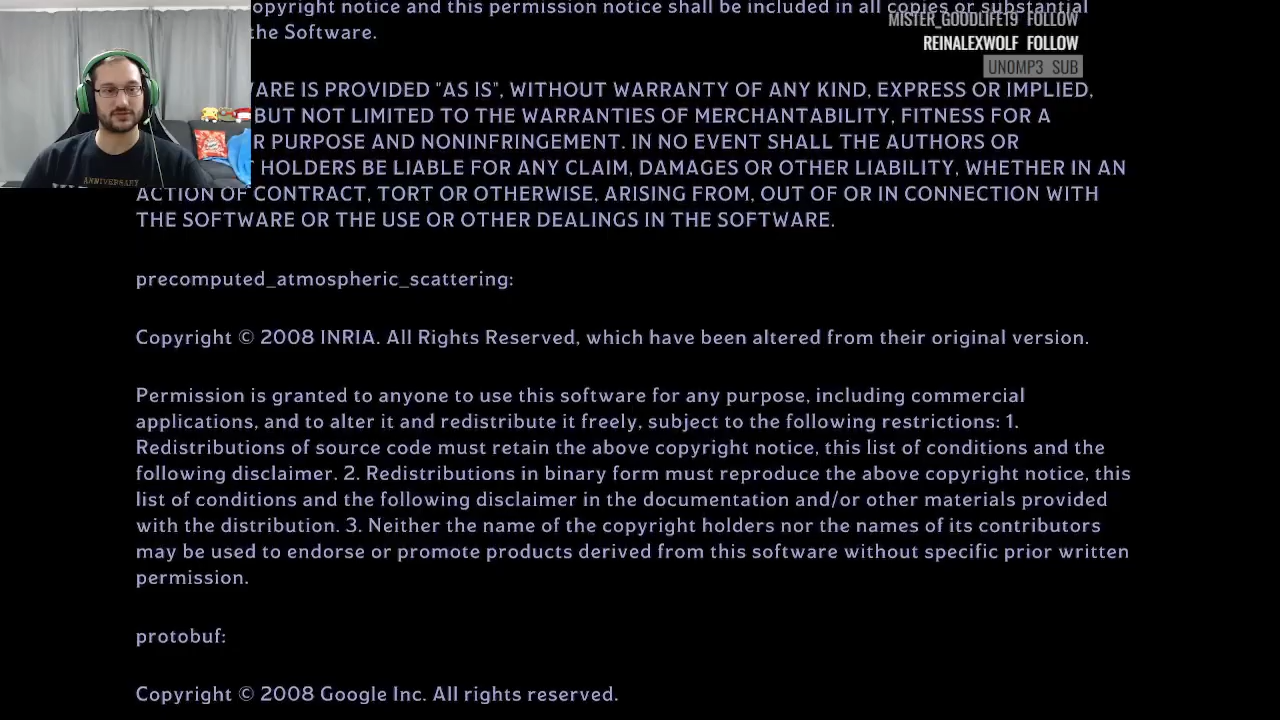 opyright notice and this permission notice shall be included in all copies or substantial
the Software.
MISTER_GOODLIFE19 FOLLOW
REINALEXWOLF FOLLOW
UNOMP3 SUB
ARE IS PROVIDED "AS IS", WITHOUT WARRANTY OF ANY KIND, EXPRESS OR IMPLIED,
BUT NOT LIMITED TO THE WARRANTIES OF MERCHANTABILITY, FITNESS FOR A
R PURPOSE AND NONINFRINGEMENT. IN NO EVENT SHALL THE AUTHORS OR
HOLDERS BE LIABLE FOR ANY CLAIM, DAMAGES OR OTHER LIABILITY, WHETHER IN AN
ANNIVERSARY
ACTION OF CONTRACT, TORT OR OTHERWISE, ARISING FROM, OUT OF OR IN CONNECTION WITH
THE SOFTWARE OR THE USE OR OTHER DEALINGS IN THE SOFTWARE.
precomputed_atmospheric_scattering:
Copyright © 2008 INRIA. All Rights Reserved, which have been altered from their original version.
Permission is granted to anyone to use this software for any purpose, including commercial
applications, and to alter it and redistribute it freely, subject to the following restrictions: 1.
Redistributions of source code must retain the above copyright notice, this list of conditions and the
following disclaimer. 2. Redistributions in binary form must reproduce the above copyright notice, this
list of conditions and the following disclaimer in the documentation and/or other materials provided
with the distribution. 3. Neither the name of the copyright holders nor the names of its contributors
may be used to endorse or promote products derived from this software without specific prior written
permission.
protobuf:
Copyright © 2008 Google Inc. All rights reserved.